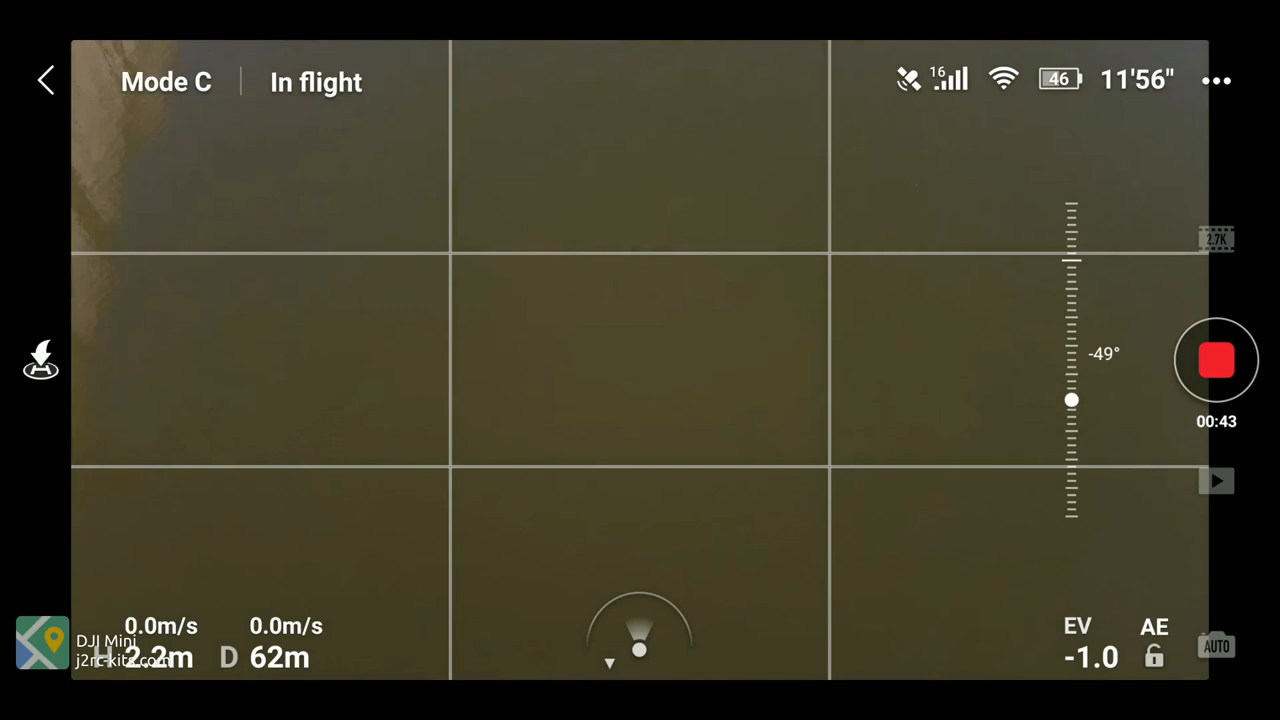 Mode C In flight 16 46 11'56"
2.7K
-49°
00:43
0.0m/s 0.0m/s EV AE
H 2.2m D 62m -1.0 AUTO
DJI Mini
j2rc-kits.com